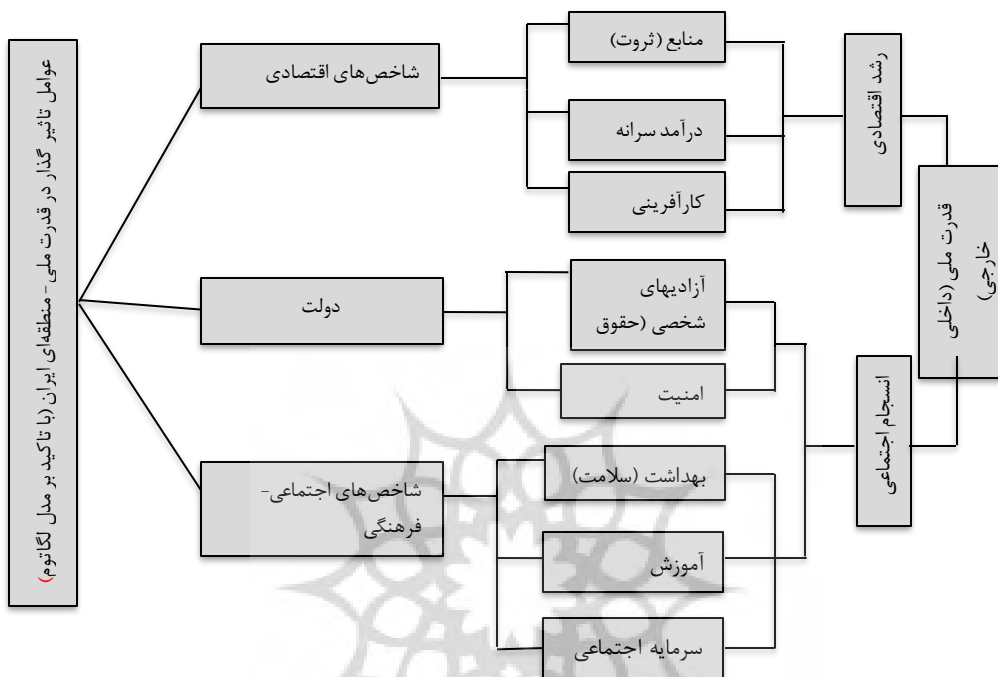 عوامل تاثیر گذار در قدرت ملی - منطقه‌ای ایران (با تاکید بر مدل لگاتوم)
شاخص‌های اقتصادی
منابع (ثروت)
درآمد سرانه
کارآفرینی
رشد اقتصادی
دولت
آزادیهای
شخصی (حقوق
امنیت
شاخص‌های اجتماعی-
فرهنگی
بهداشت (سلامت)
آموزش
سرمایه اجتماعی
انسجام اجتماعی
قدرت ملی (داخلی
خارجی)